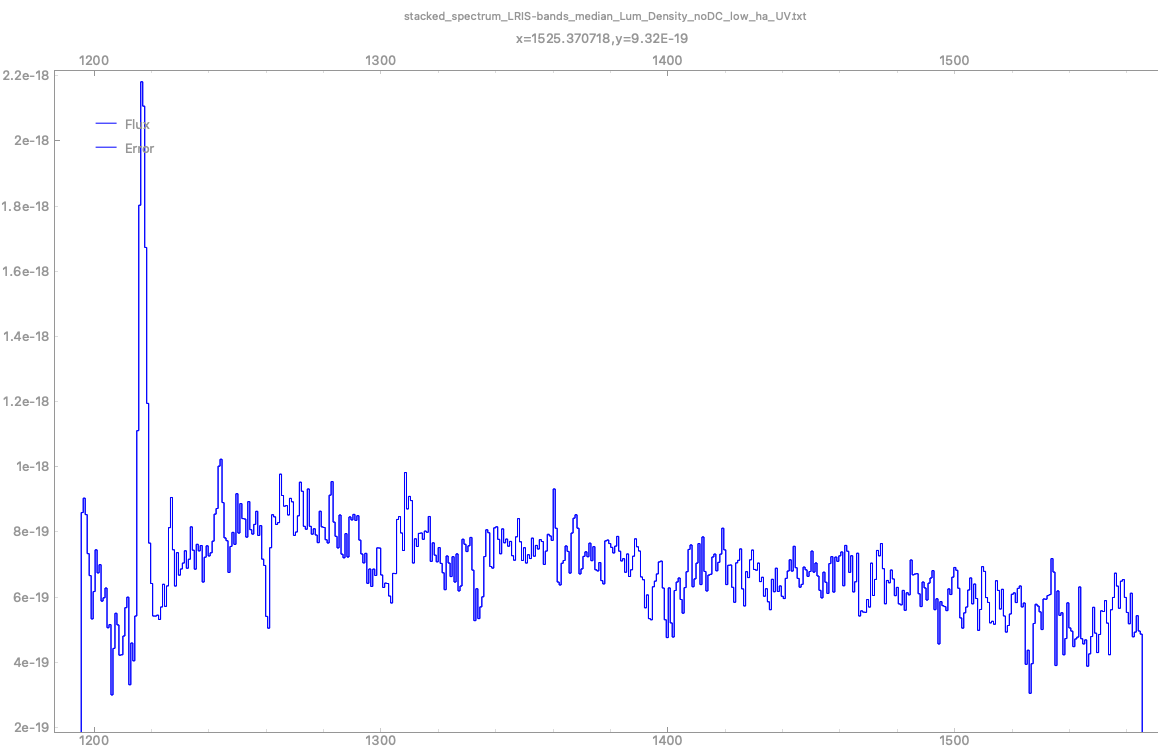 stacked_spectrum_LRIS-bands_median_Lum_Density_noDC_low_ha_UV.txt
x=1525.370718,y=9.32E-19
1200 1300 1400 1500
2.2e-18
Flux
2e-18
Error
1.8e-18
1.6e-18
1.4e-18
1.2e-18
1e-18
8e-19
6e-19
4e-19
2e-19
1200 1300 1400 1500